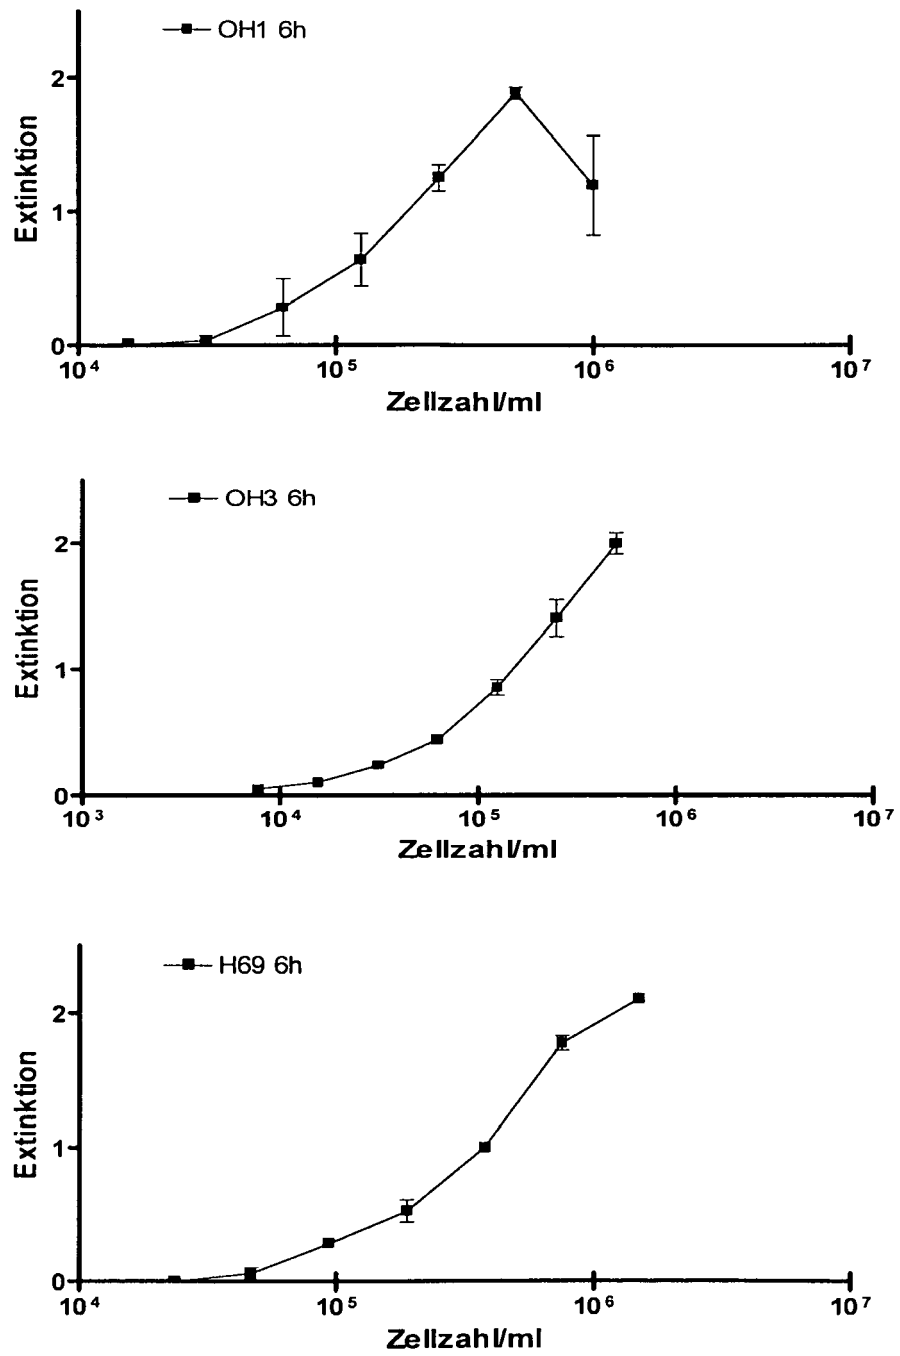 OH1 6h
2
1
0
Extinktion
10⁴ 10⁵ 10⁶ 10⁷
Zellzahl/ml
OH3 6h
2
1
0
Extinktion
10³ 10⁴ 10⁵ 10⁶ 10⁷
Zellzahl/ml
H69 6h
2
1
0
Extinktion
10⁴ 10⁵ 10⁶ 10⁷
Zellzahl/ml